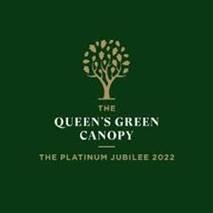 THE
QUEEN'S GREEN
CANOPY
THE PLATINUM JUBILEE 2022